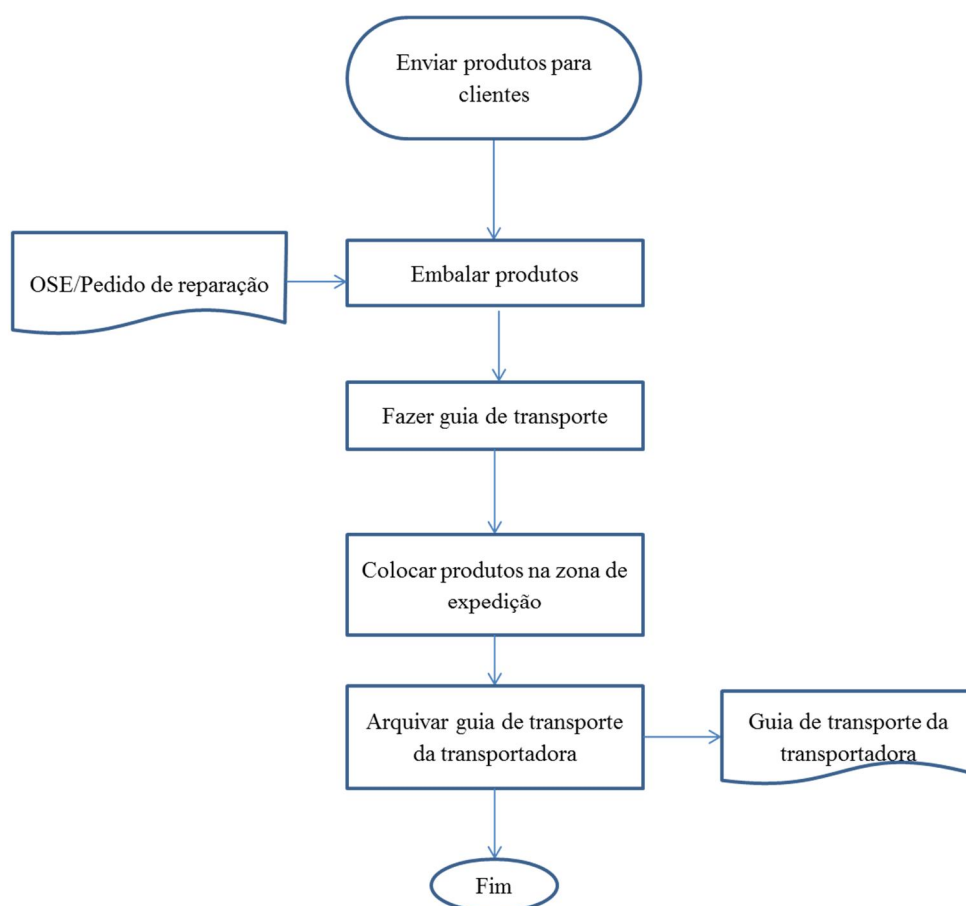 Enviar produtos para
clientes
OSE/Pedido de reparação
Embalar produtos
Fazer guia de transporte
Colocar produtos na zona de
expedição
Arquivar guia de transporte
da transportadora
Guia de transporte da
transportadora
Fim